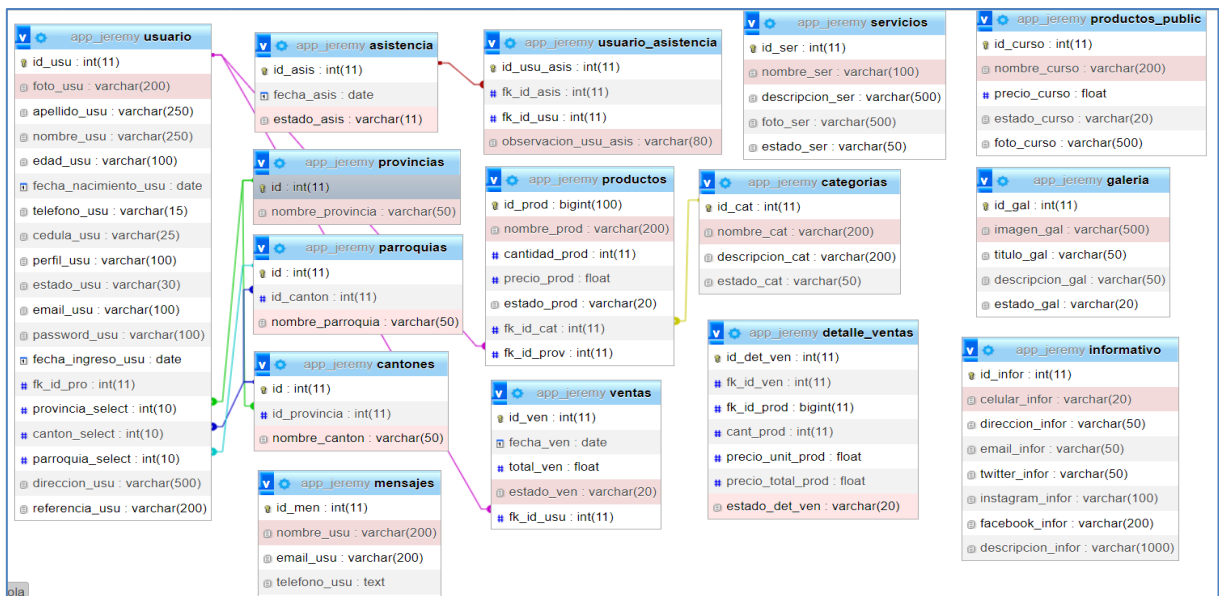 app_jeremy usuario
id_usu : int(11)
foto_usu : varchar(200)
apellido_usu : varchar(250)
nombre_usu : varchar(250)
edad_usu : varchar(100)
fecha_nacimiento_usu : date
telefono_usu : varchar(15)
cedula_usu : varchar(25)
perfil_usu : varchar(100)
estado_usu : varchar(30)
email_usu : varchar(100)
password_usu : varchar(100)
fecha_ingreso_usu : date
fk_id_pro : int(11)
provincia_select : int(10)
canton_select : int(10)
parroquia_select : int(10)
direccion_usu : varchar(500)
referencia_usu : varchar(200)
app_jeremy asistencia
id_asis : int(11)
fecha_asis : date
estado_asis : varchar(11)
app_jeremy provincias
id : int(11)
nombre_provincia : varchar(50)
app_jeremy parroquias
id : int(11)
id_canton : int(11)
nombre_parroquia : varchar(50)
app_jeremy cantones
id : int(11)
id_provincia : int(11)
nombre_canton : varchar(50)
app_jeremy mensajes
id_men : int(11)
nombre_usu : varchar(200)
email_usu : varchar(200)
telefono_usu : text
app_jeremy usuario_asistencia
id_usu_asis : int(11)
fk_id_asis : int(11)
fk_id_usu : int(11)
observacion_usu_asis : varchar(80)
app_jeremy productos
id_prod : bigint(100)
nombre_prod : varchar(200)
cantidad_prod : int(11)
precio_prod : float
estado_prod : varchar(20)
fk_id_cat : int(11)
fk_id_prov : int(11)
app_jeremy ventas
id_ven : int(11)
fecha_ven : date
total_ven : float
estado_ven : varchar(20)
fk_id_usu : int(11)
app_jeremy servicios
id_ser : int(11)
nombre_ser : varchar(100)
descripcion_ser : varchar(500)
foto_ser : varchar(500)
estado_ser : varchar(50)
app_jeremy categorias
id_cat : int(11)
nombre_cat : varchar(200)
descripcion_cat : varchar(200)
estado_cat : varchar(50)
app_jeremy detalle_ventas
id_det_ven : int(11)
fk_id_ven : int(11)
fk_id_prod : bigint(11)
cant_prod : int(11)
precio_unit_prod : float
precio_total_prod : float
estado_det_ven : varchar(20)
app_jeremy productos_public
id_curso : int(11)
nombre_curso : varchar(200)
precio_curso : float
estado_curso : varchar(20)
foto_curso : varchar(500)
app_jeremy galeria
id_gal : int(11)
imagen_gal : varchar(500)
titulo_gal : varchar(50)
descripcion_gal : varchar(50)
estado_gal : varchar(20)
app_jeremy informativo
id_infor : int(11)
celular_infor : varchar(20)
direccion_infor : varchar(50)
email_infor : varchar(50)
twitter_infor : varchar(50)
instagram_infor : varchar(100)
facebook_infor : varchar(200)
descripcion_infor : varchar(1000)
ola